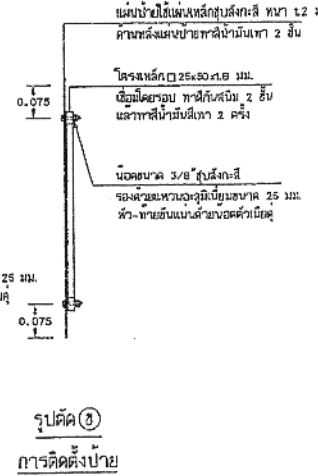 แผ่นป้ายใช้แผ่นเหล็กชุบสังกะสี หนา 1.2
ด้านหลังแผ่นป้ายทาสีน้ำมันเทา 2 ชั้น
โครงเหล็ก 25x50x1.6 มม.
เชื่อมโดยรอบ ทาสีกันสนิม 2 ชั้น
แล้วทาสีน้ำมันสีเทา 2 ครั้ง
0.075
น๊อตขนาด 3/8" ชุบสังกะสี
รองด้วยแหวนอะลูมิเนียมขนาด 25 มม.
หัว-ท้ายขันแน่นด้วยนอตตัวเมียคู่
25 มม.
0.075
รูปตัด
การติดตั้งป้าย